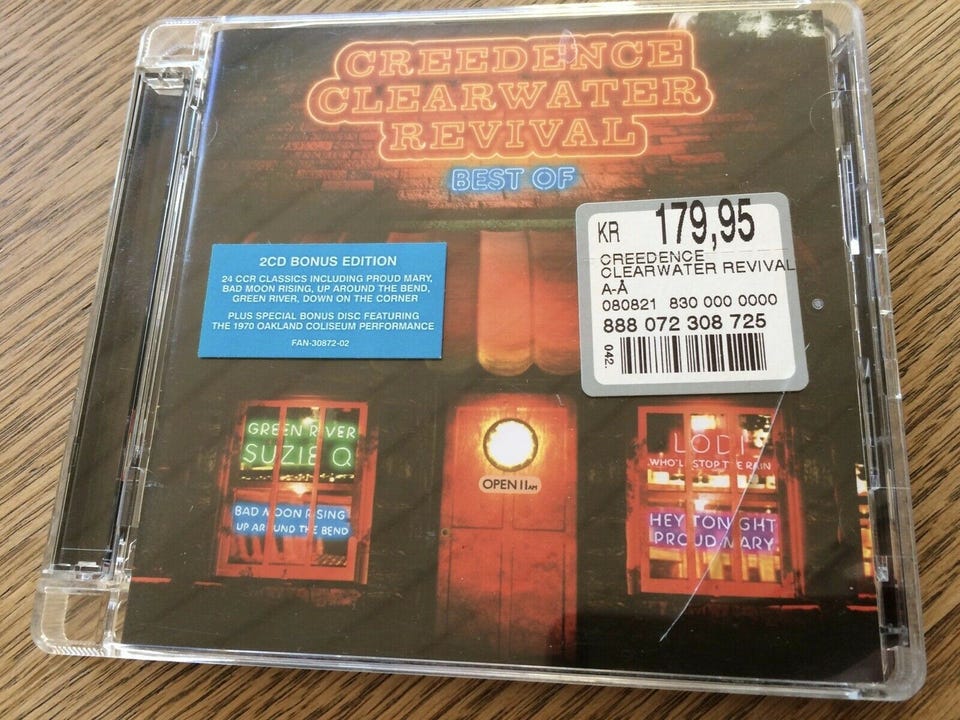 CREEDENCE
CLEARWATER
REVIVAL
BEST OF
2CD BONUS EDITION
24 CCR CLASSICS INCLUDING PROUD MARY,
BAD MOON RISING, UP AROUND THE BEND,
GREEN RIVER, DOWN ON THE CORNER
PLUS SPECIAL BONUS DISC FEATURING
THE 1970 OAKLAND COLISEUM PERFORMANCE
FAN-30872-02
KR 179,95
CREEDENCE
CLEARWATER REVIVAL
A-Å
080821 830 000 0000
888 072 308 725
042.
GREEN RIVER
SUZIE Q
BAD MOON RISING
UP AROUND THE BEND
OPEN 11AM
LODI
WHO'LL STOP THE RAIN
HEY TONIGHT
PROUD MARY